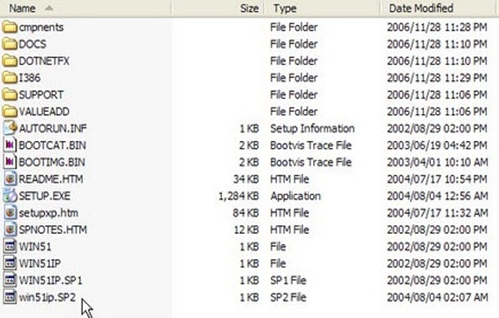 Name Size Type Date Modified
cmpnents File Folder 2006/11/28 11:28 PM
DOCS File Folder 2006/11/28 11:06 PM
DOTNETFX File Folder 2006/11/28 11:06 PM
I386 File Folder 2006/11/28 11:29 PM
SUPPORT File Folder 2006/11/28 11:06 PM
VALUEADD File Folder 2006/11/28 11:06 PM
AUTORUN.INF 1 KB Setup Information 2002/08/29 02:00 PM
BOOTCAT.BIN 2 KB Bootvis Trace File 2003/06/19 04:42 PM
BOOTIMG.BIN 2 KB Bootvis Trace File 2003/04/01 10:10 AM
README.HTM 34 KB HTM File 2004/07/17 10:54 PM
SETUP.EXE 1,284 KB Application 2004/08/04 12:56 AM
setupxp.htm 84 KB HTM File 2004/07/17 11:32 AM
SPNOTES.HTM 12 KB HTM File 2002/08/29 02:00 PM
WIN51 1 KB File 2002/08/29 02:00 PM
WIN51IP 1 KB File 2002/08/29 02:00 PM
WIN51IP.SP1 1 KB SP1 File 2002/08/29 02:00 PM
win51ip.SP2 1 KB SP2 File 2004/08/04 02:07 AM